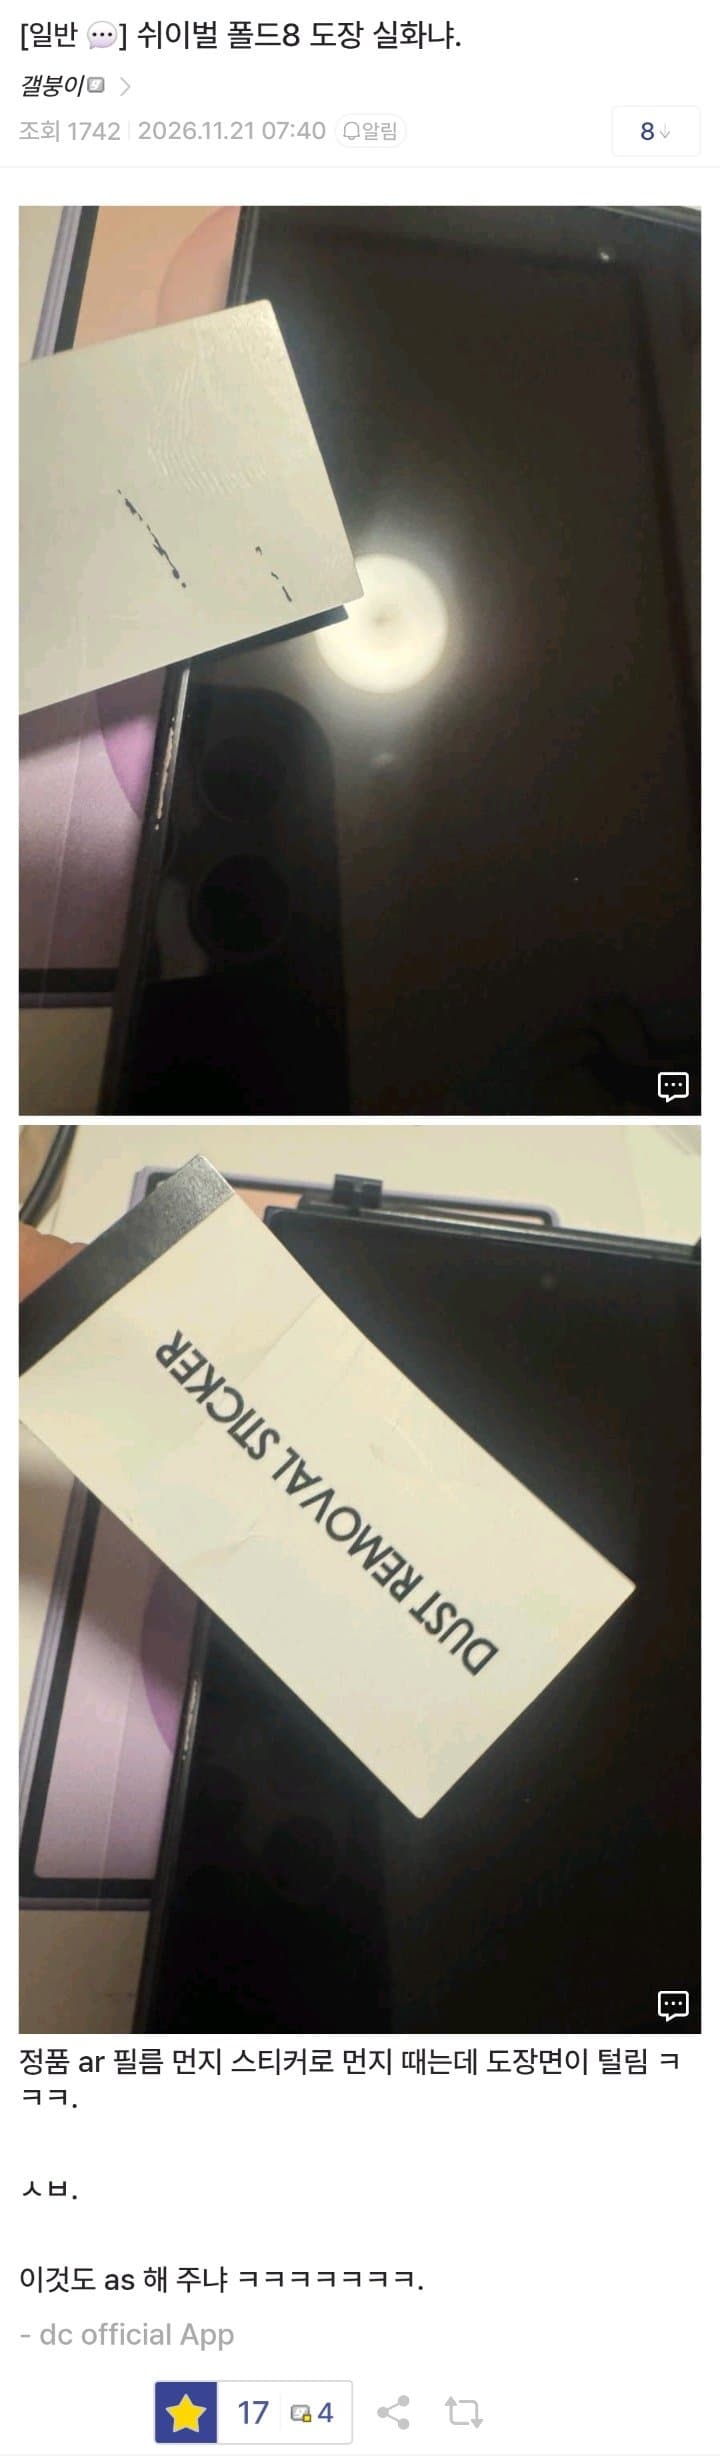 [일반 💬] 쉬이벌 폴드8 도장 실화냐.
갤붕이
조회 1742 | 2026.11.21 07:40 알림
8
DUST REMOVAL STICKER
정품 ar 필름 먼지 스티커로 먼지 때는데 도장면이 털림 ㅋ
ㅋㅋ.
ㅅㅂ.
이것도 as 해 주냐 ㅋㅋㅋㅋㅋㅋㅋ.
- dc official App
17 4